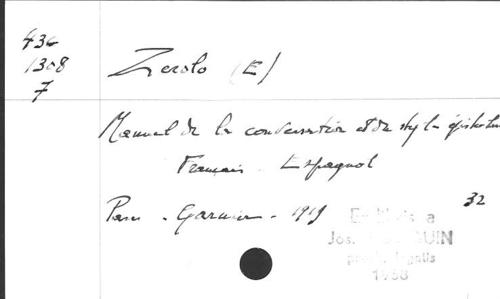 436
1308
7
Zerolo (E)
Manuel de la conversation et du style épistolaire
Français - Espagnol
Paris - Garnier - 1919
32
Jos. GUIN
1958